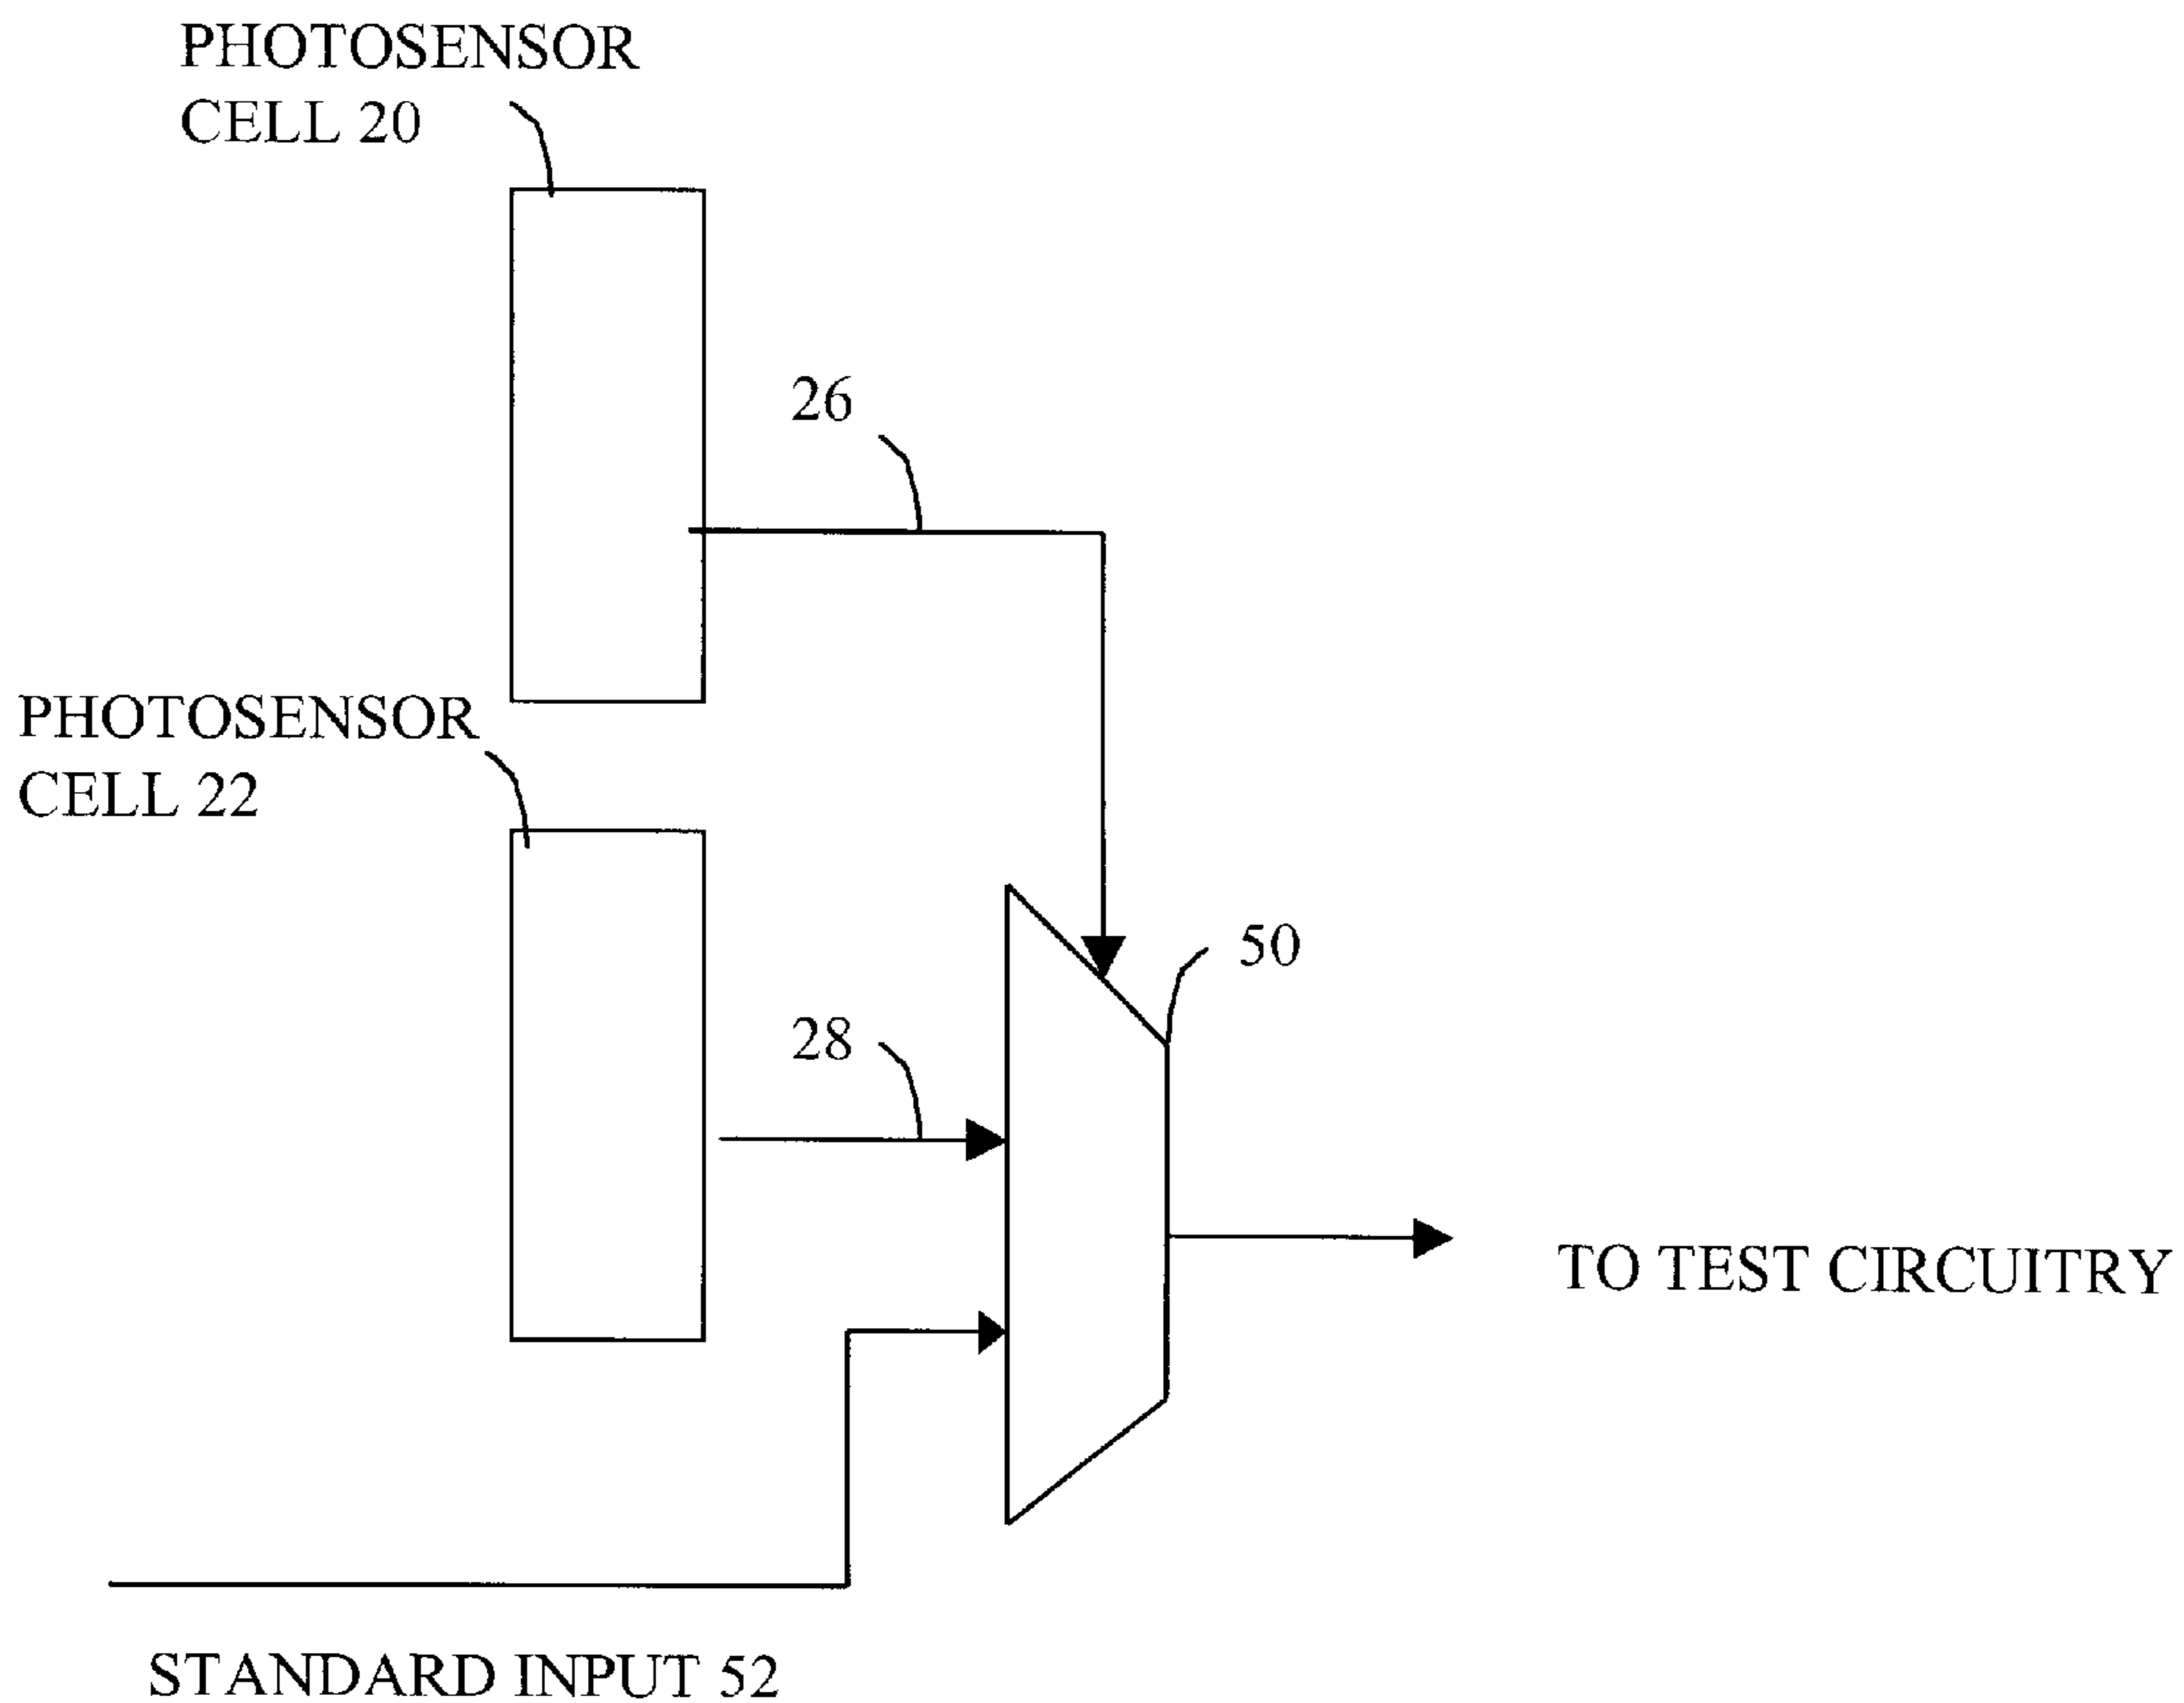 PHOTOSENSOR
CELL 20
26
PHOTOSENSOR
CELL 22
50
28
TO TEST CIRCUITRY
STANDARD INPUT 52